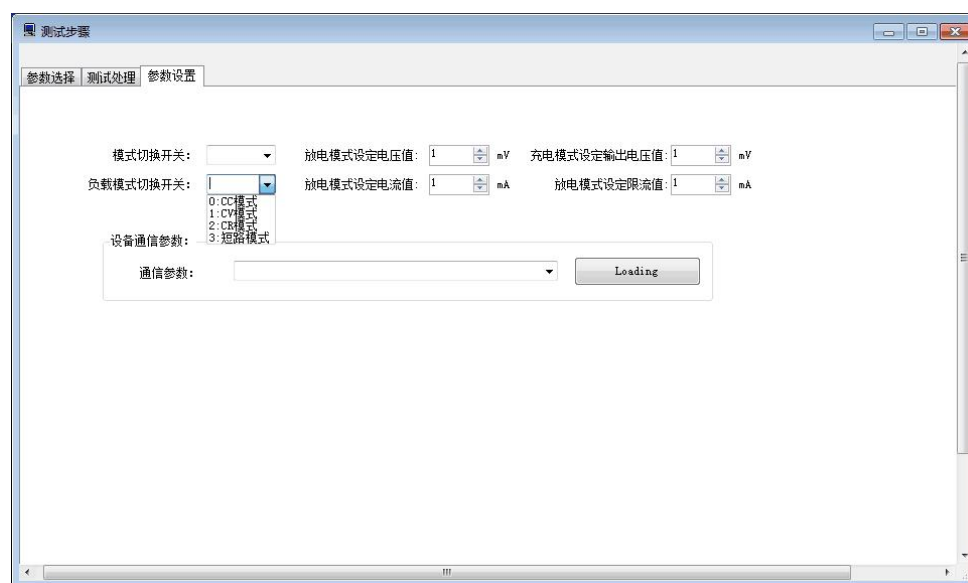 测试步骤
参数选择 测试处理 参数设置
模式切换开关： 放电模式设定电压值: 1 mV 充电模式设定输出电压值: 1 mV
负载模式切换开关： 放电模式设定电流值: 1 mA 放电模式设定限流值: 1 mA
0:CC模式
1:CV模式
2:CR模式
3:短路模式
设备通信参数：
通信参数： Loading